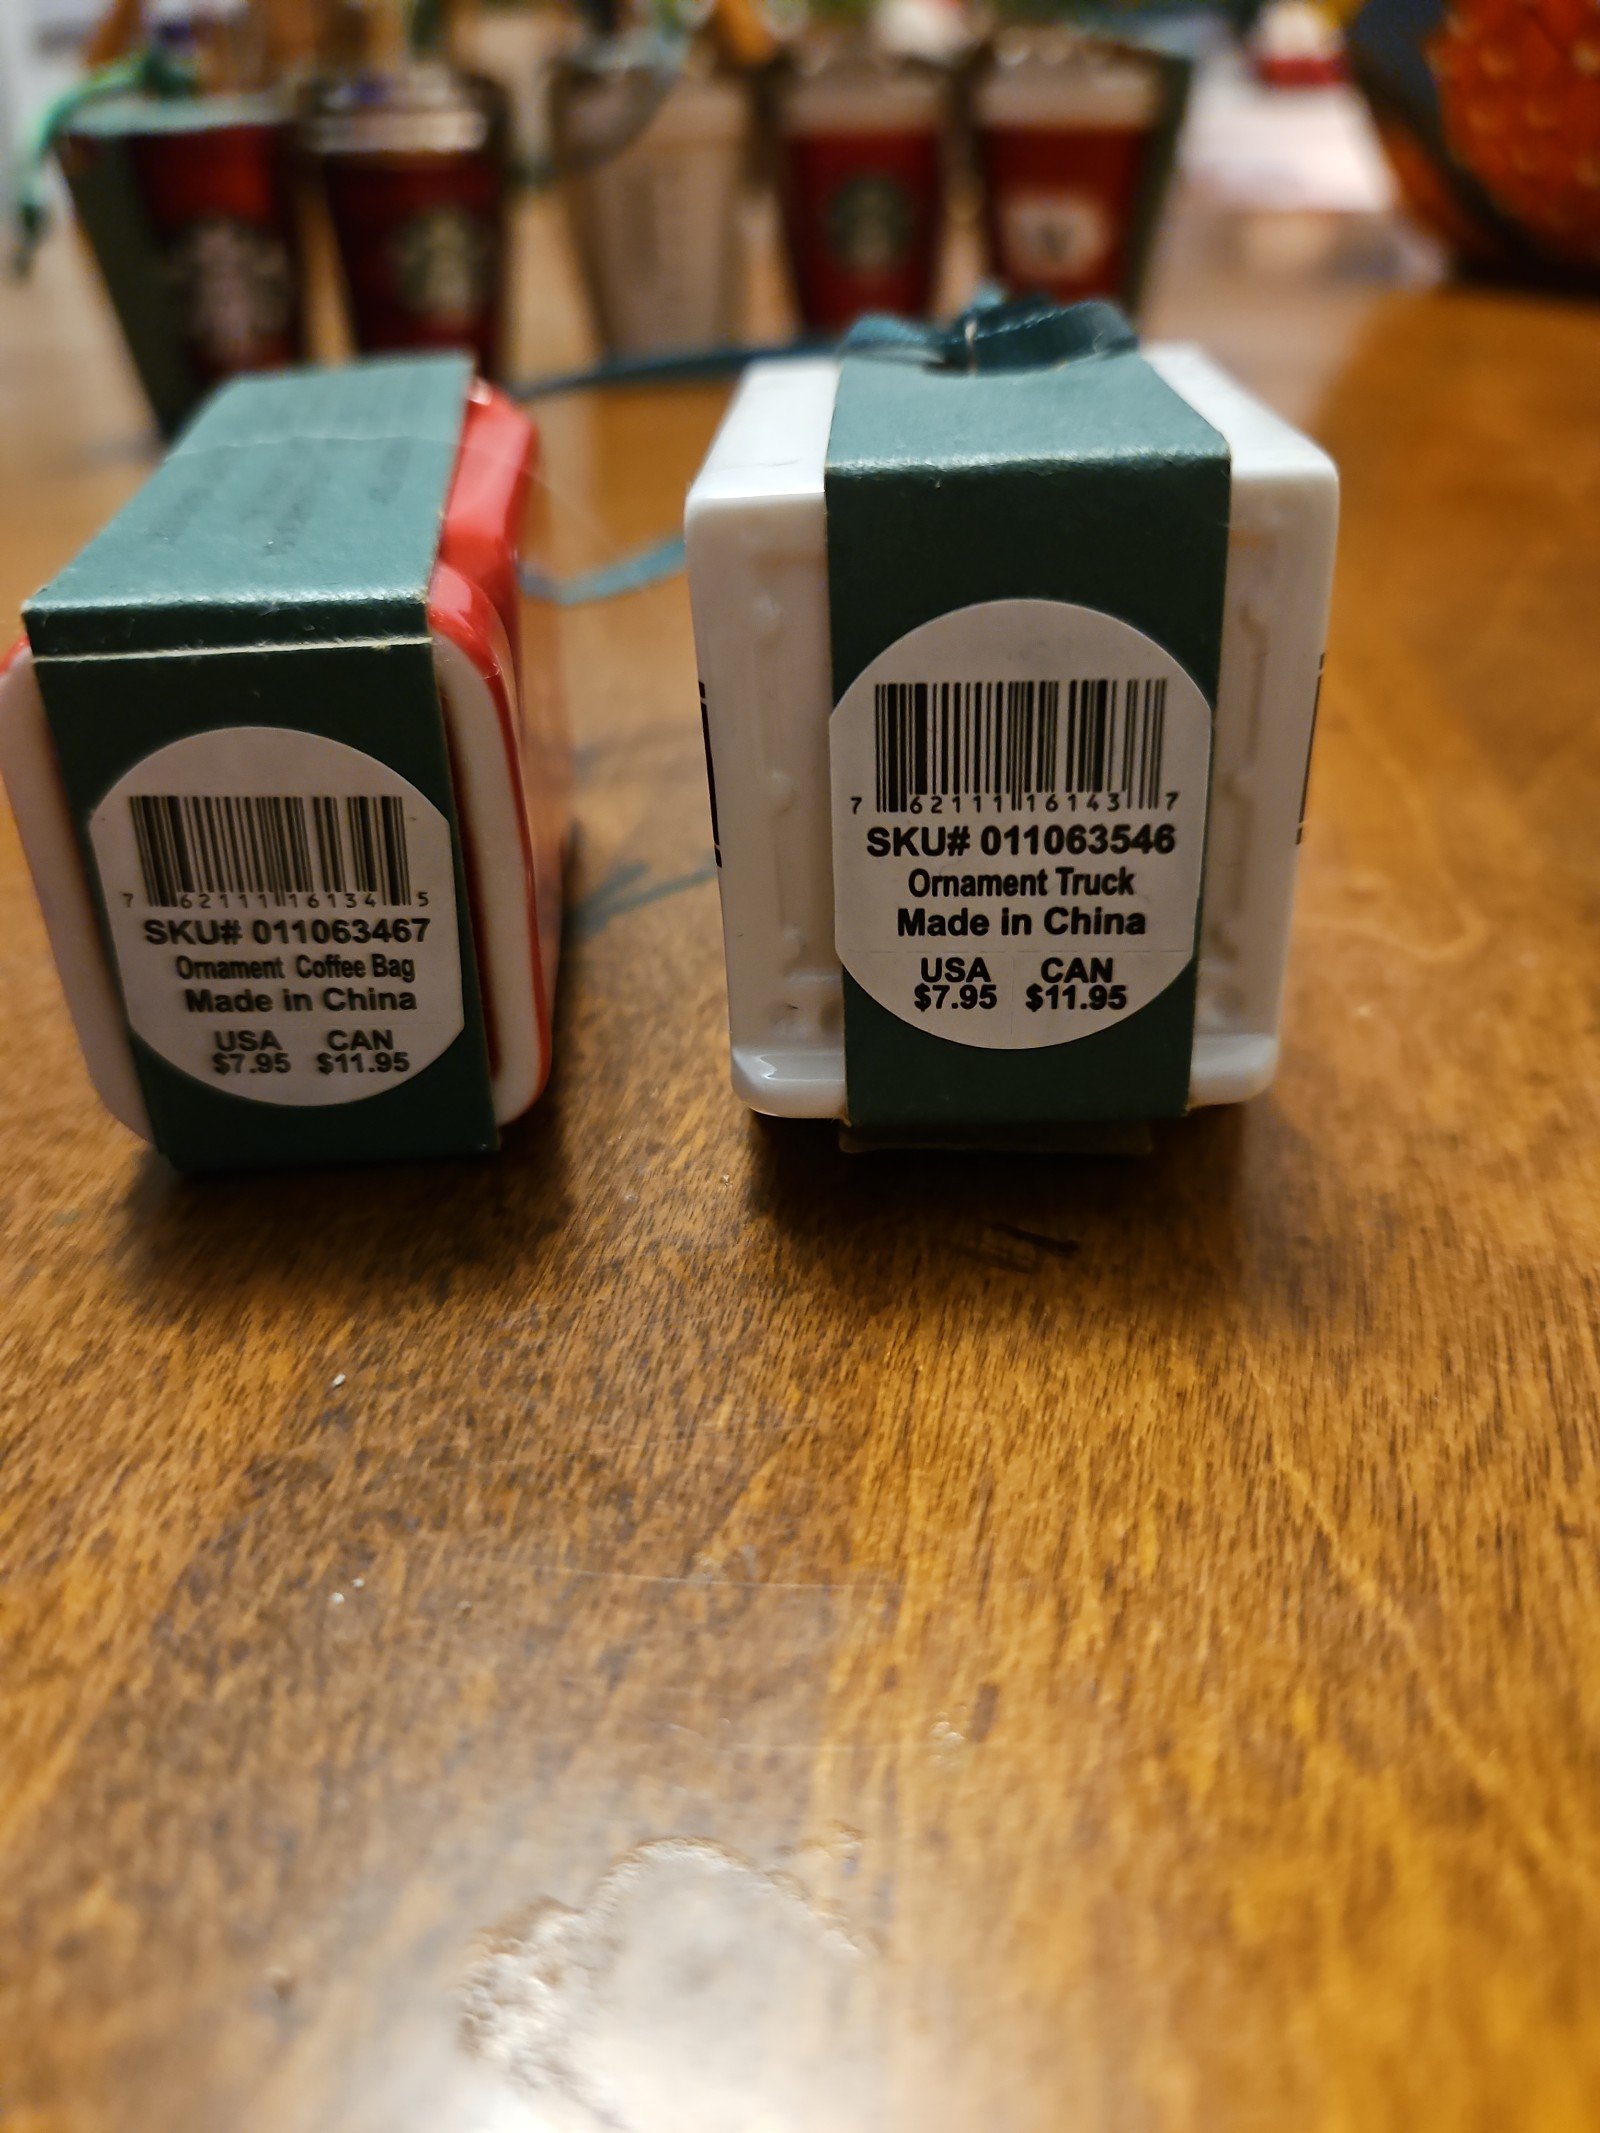 7 62111 16134 5
SKU# 011063467
Ornament Coffee Bag
Made in China
USA CAN
$7.95 $11.95
7 62111 16143 7
SKU# 011063546
Ornament Truck
Made in China
USA CAN
$7.95 $11.95